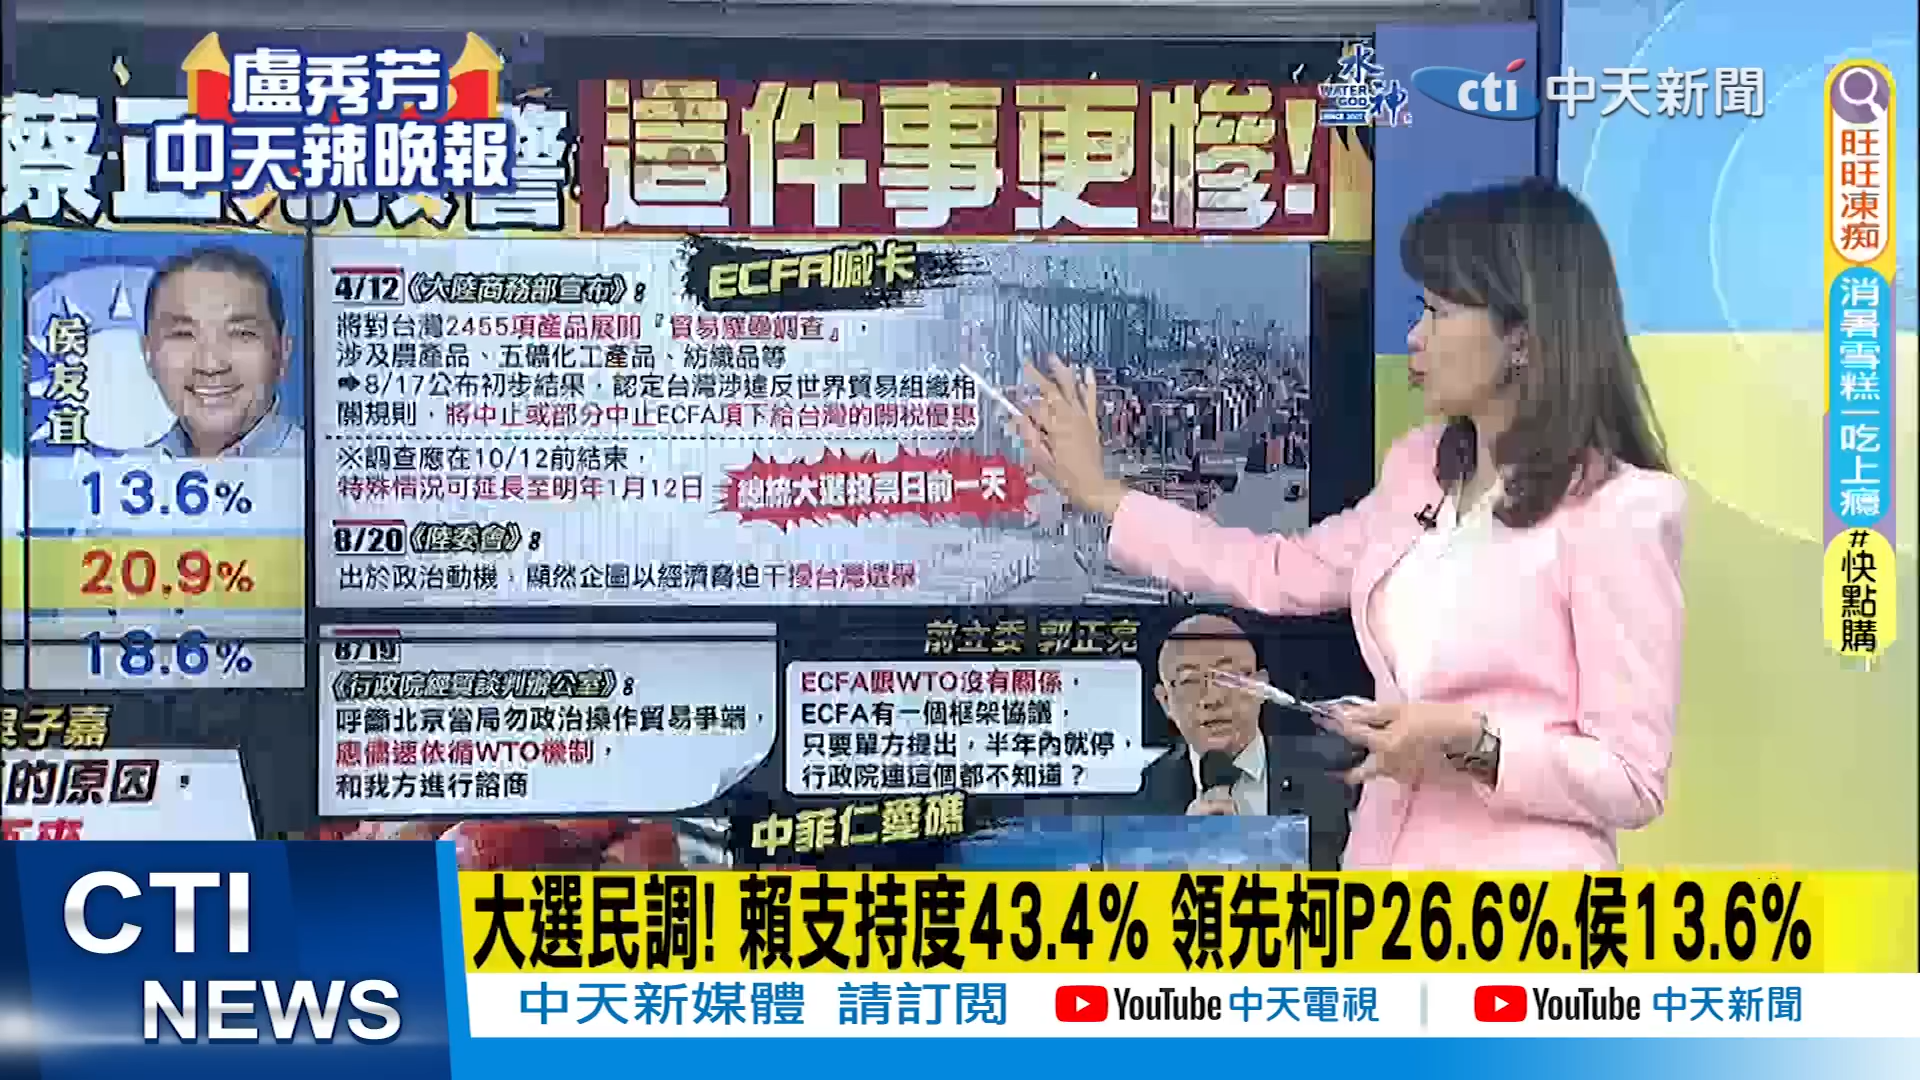 盧秀芳
中天辣晚報
蔡正
警
這件事更慘!
水神
WATER GOD
SINCE 2007
cti 中天新聞
旺旺凍痴
消暑雪糕一吃上癮
#快點購
侯友宜
13.6%
20.9%
18.6%
ECFA喊卡
4/12《大陸商務部宣布》:
將對台灣2455項產品展開『貿易壁壘調查』,
涉及農產品、五礦化工產品、紡織品等
➡8/17公布初步結果,認定台灣涉違反世界貿易組織相
關規則,將中止或部分中止ECFA項下給台灣的關稅優惠
※調查應在10/12前結束,
特殊情況可延長至明年1月12日
總統大選投票日前一天
8/20《陸委會》:
出於政治動機,顯然企圖以經濟脅迫干擾台灣選舉
8/19
《行政院經貿談判辦公室》:
呼籲北京當局勿政治操作貿易爭端,
應儘速依循WTO機制,
和我方進行諮商
前立委 郭正亮
ECFA跟WTO沒有關係,
ECFA有一個框架協議,
只要單方提出,半年內就停,
行政院連這個都不知道?
子嘉
的原因,
中菲仁愛礁
CTI
NEWS
大選民調! 賴支持度43.4% 領先柯P26.6%.侯13.6%
中天新媒體 請訂閱 YouTube 中天電視 | YouTube 中天新聞